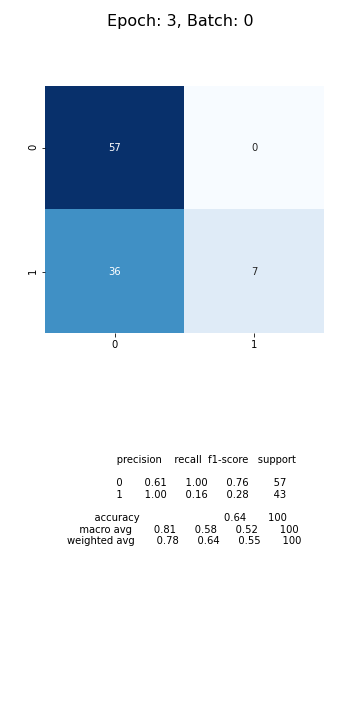 Epoch: 3, Batch: 0
0
57
0
1
36
7
0
1
precision recall f1-score support
0 0.61 1.00 0.76 57
1 1.00 0.16 0.28 43
accuracy 0.64 100
macro avg 0.81 0.58 0.52 100
weighted avg 0.78 0.64 0.55 100